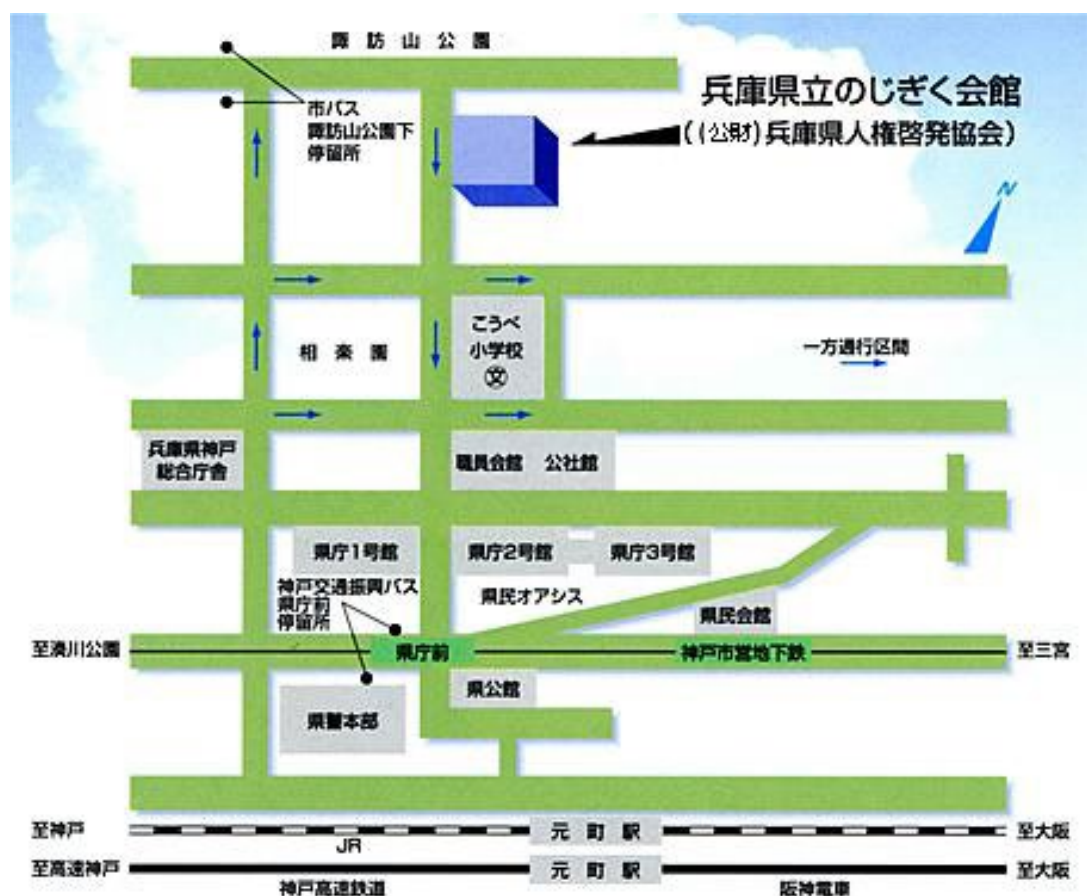 諏訪山公園
兵庫県立のじぎく会館
((公財)兵庫県人権啓発協会)
市バス
諏訪山公園下
停留所
N
こうべ
小学校
文
相楽園
一方通行区間
兵庫県神戸
総合庁舎
職員会館 公社館
県庁1号館
県庁2号館
県庁3号館
神戸交通振興バス
県庁前
停留所
県民オアシス
県民会館
至湊川公園
県庁前
神戸市営地下鉄
至三宮
県公館
県警本部
至神戸
元町駅
至大阪
JR
至高速神戸
元町駅
至大阪
神戸高速鉄道
阪神電車